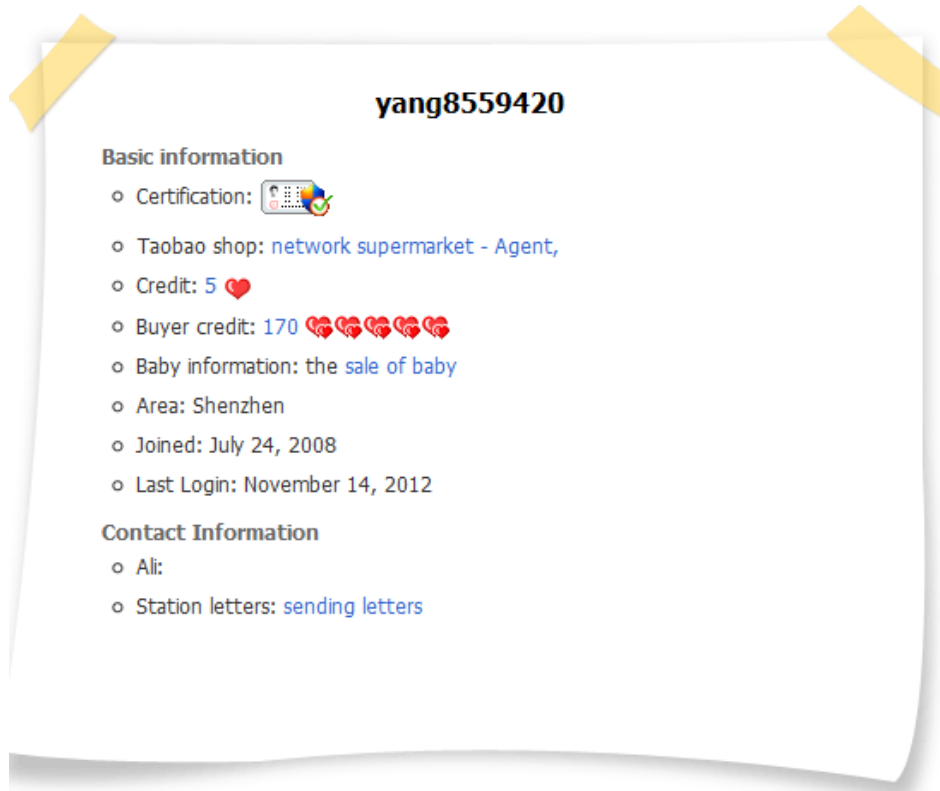 yang8559420
Basic information
Certification:
Taobao shop: network supermarket - Agent,
Credit: 5
Buyer credit: 170
Baby information: the sale of baby
Area: Shenzhen
Joined: July 24, 2008
Last Login: November 14, 2012
Contact Information
Ali:
Station letters: sending letters